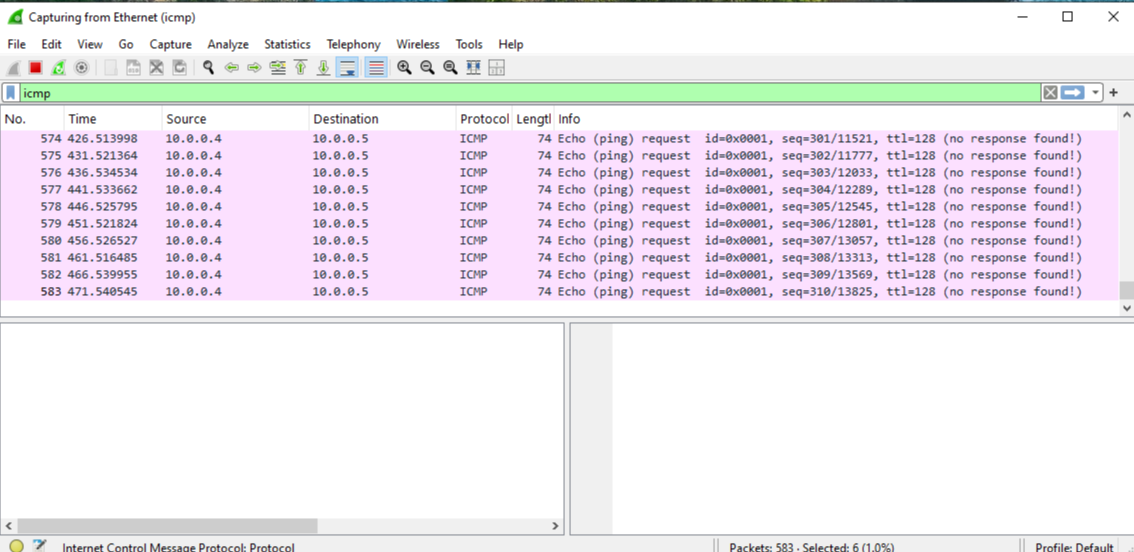 Capturing from Ethernet (icmp)
File Edit View Go Capture Analyze Statistics Telephony Wireless Tools Help
icmp
No. Time Source Destination Protocol Lengtl Info
574 426.513998 10.0.0.4 10.0.0.5 ICMP 74 Echo (ping) request id=0x0001, seq=301/11521, ttl=128 (no response found!)
575 431.521364 10.0.0.4 10.0.0.5 ICMP 74 Echo (ping) request id=0x0001, seq=302/11777, ttl=128 (no response found!)
576 436.534534 10.0.0.4 10.0.0.5 ICMP 74 Echo (ping) request id=0x0001, seq=303/12033, ttl=128 (no response found!)
577 441.533662 10.0.0.4 10.0.0.5 ICMP 74 Echo (ping) request id=0x0001, seq=304/12289, ttl=128 (no response found!)
578 446.525795 10.0.0.4 10.0.0.5 ICMP 74 Echo (ping) request id=0x0001, seq=305/12545, ttl=128 (no response found!)
579 451.521824 10.0.0.4 10.0.0.5 ICMP 74 Echo (ping) request id=0x0001, seq=306/12801, ttl=128 (no response found!)
580 456.526527 10.0.0.4 10.0.0.5 ICMP 74 Echo (ping) request id=0x0001, seq=307/13057, ttl=128 (no response found!)
581 461.516485 10.0.0.4 10.0.0.5 ICMP 74 Echo (ping) request id=0x0001, seq=308/13313, ttl=128 (no response found!)
582 466.539955 10.0.0.4 10.0.0.5 ICMP 74 Echo (ping) request id=0x0001, seq=309/13569, ttl=128 (no response found!)
583 471.540545 10.0.0.4 10.0.0.5 ICMP 74 Echo (ping) request id=0x0001, seq=310/13825, ttl=128 (no response found!)
Internet Control Message Protocol: Protocol Packets: 583 · Selected: 6 (1.0%) Profile: Default